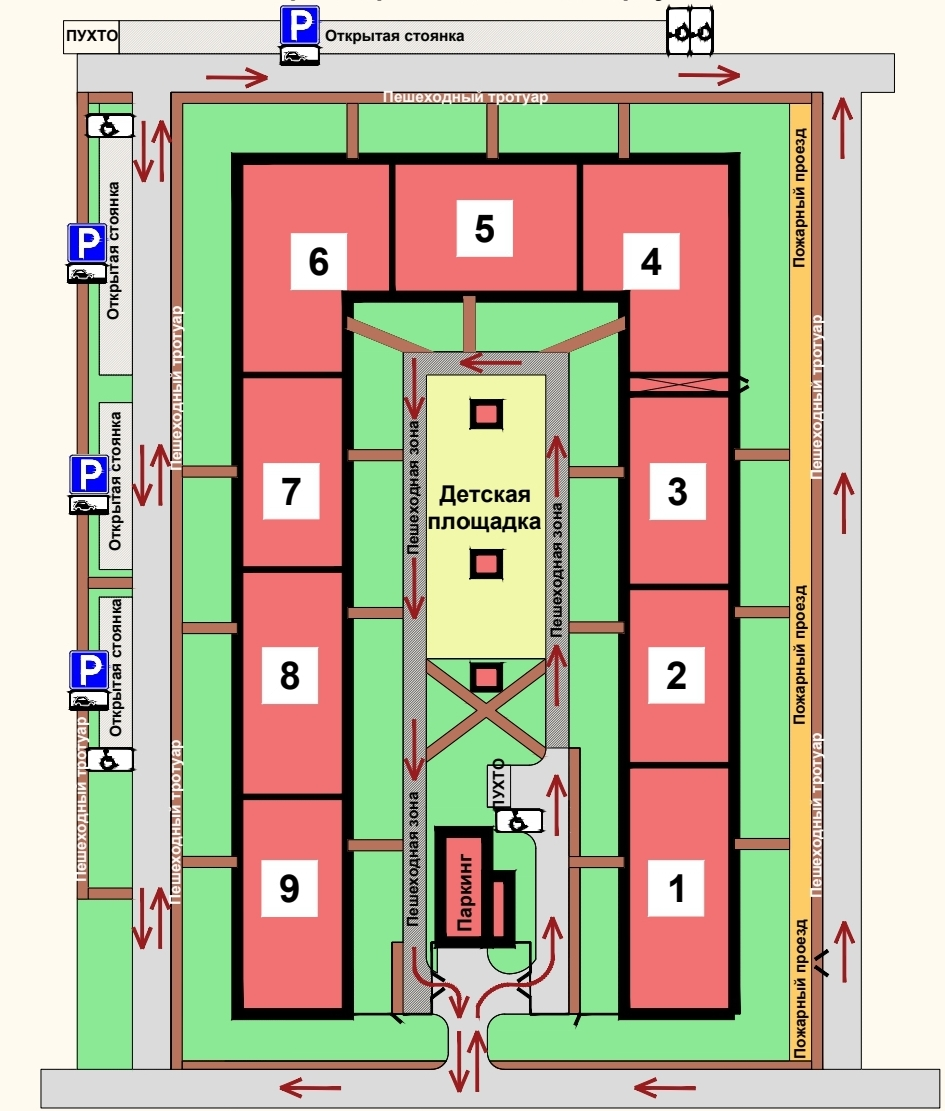 ПУХТО
P
Открытая стоянка
Пешеходный тротуар
Открытая стоянка
P
Пешеходный тротуар
Пожарный проезд
5
6
4
Пешеходный тротуар
Открытая стоянка
P
Пешеходная зона
7
Детская
площадка
3
Пешеходная зона
Открытая стоянка
P
8
2
Пожарный проезд
Пешеходный тротуар
Пешеходный тротуар
Пешеходный тротуар
ПУХТО
Пешеходная зона
9
Паркинг
1
Пожарный проезд